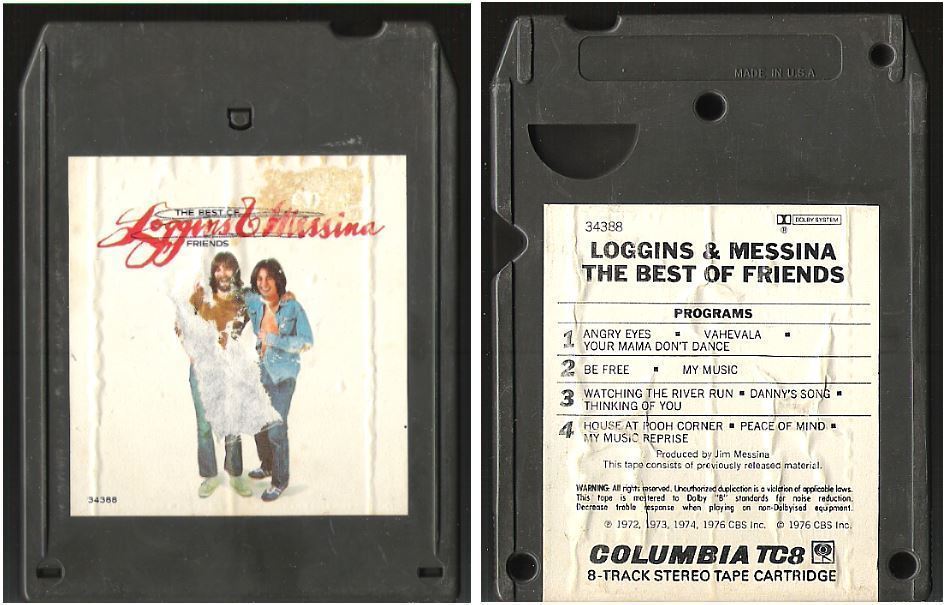 THE BEST OF
Loggins & Messina
FRIENDS
34388
MADE IN U.S.A
34388
DOLBY SYSTEM
®
LOGGINS & MESSINA
THE BEST OF FRIENDS
PROGRAMS
1 ANGRY EYES ▪ VAHEVALA ▪
YOUR MAMA DON'T DANCE
2 BE FREE ▪ MY MUSIC
3 WATCHING THE RIVER RUN ▪ DANNY'S SONG ▪
THINKING OF YOU
4 HOUSE AT POOH CORNER ▪ PEACE OF MIND ▪
MY MUSIC REPRISE
Produced by Jim Messina
This tape consists of previously released material.
WARNING: All rights reserved. Unauthorized duplication is a violation of applicable laws.
This tape is mastered to Dolby "B" standards for noise reduction.
Decrease treble response when playing on non-Dolbyised equipment.
℗ 1972, 1973, 1974, 1976 CBS Inc. © 1976 CBS Inc.
COLUMBIA TC8
8-TRACK STEREO TAPE CARTRIDGE